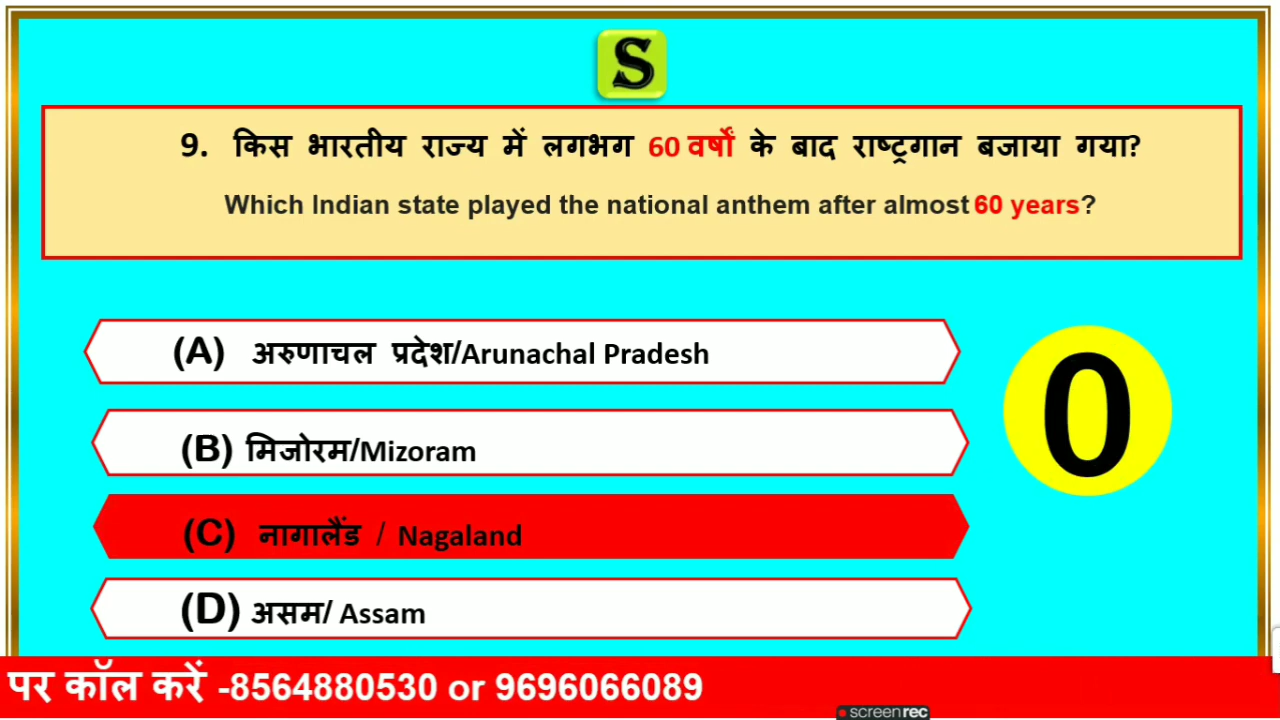 S
9. किस भारतीय राज्य में लगभग 60 वर्षों के बाद राष्ट्रगान बजाया गया?
Which Indian state played the national anthem after almost 60 years?
(A) अरुणाचल प्रदेश/Arunachal Pradesh
0
(B) मिजोरम/Mizoram
(C) नागालैंड / Nagaland
(D) असम/ Assam
पर कॉल करें -8564880530 or 9696066089
screenrec